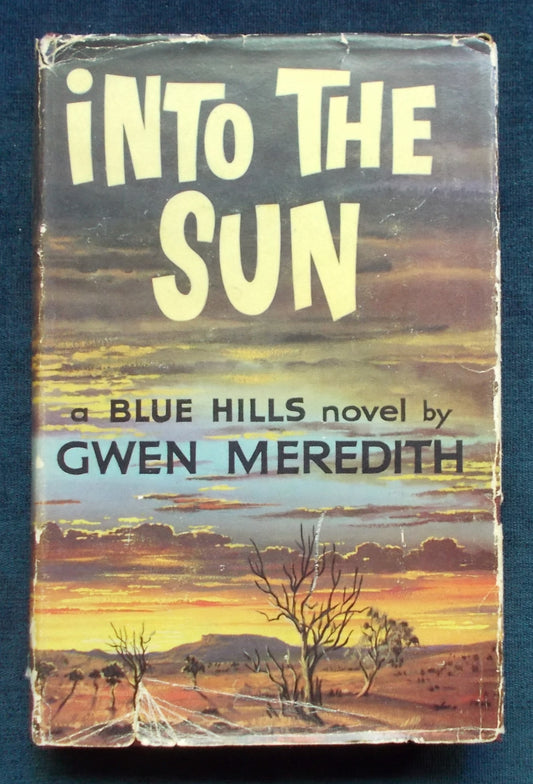 iNTO THE
SUN
a BLUE HILLS novel by
GWEN MEREDITH